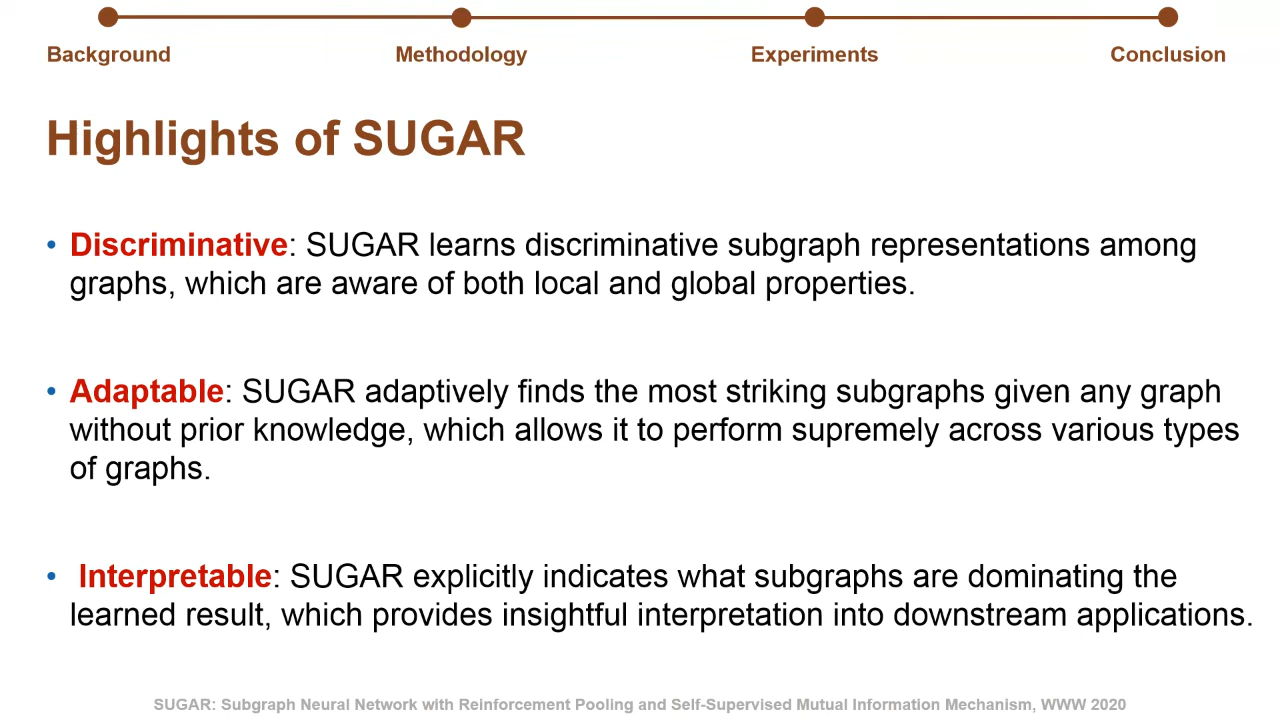 Background
Methodology
Experiments
Conclusion
Highlights of SUGAR
• Discriminative: SUGAR learns discriminative subgraph representations among
graphs, which are aware of both local and global properties.
• Adaptable: SUGAR adaptively finds the most striking subgraphs given any graph
without prior knowledge, which allows it to perform supremely across various types
of graphs.
• Interpretable: SUGAR explicitly indicates what subgraphs are dominating the
learned result, which provides insightful interpretation into downstream applications.
SUGAR: Subgraph Neural Network with Reinforcement Pooling and Self-Supervised Mutual Information Mechanism, WWW 2020